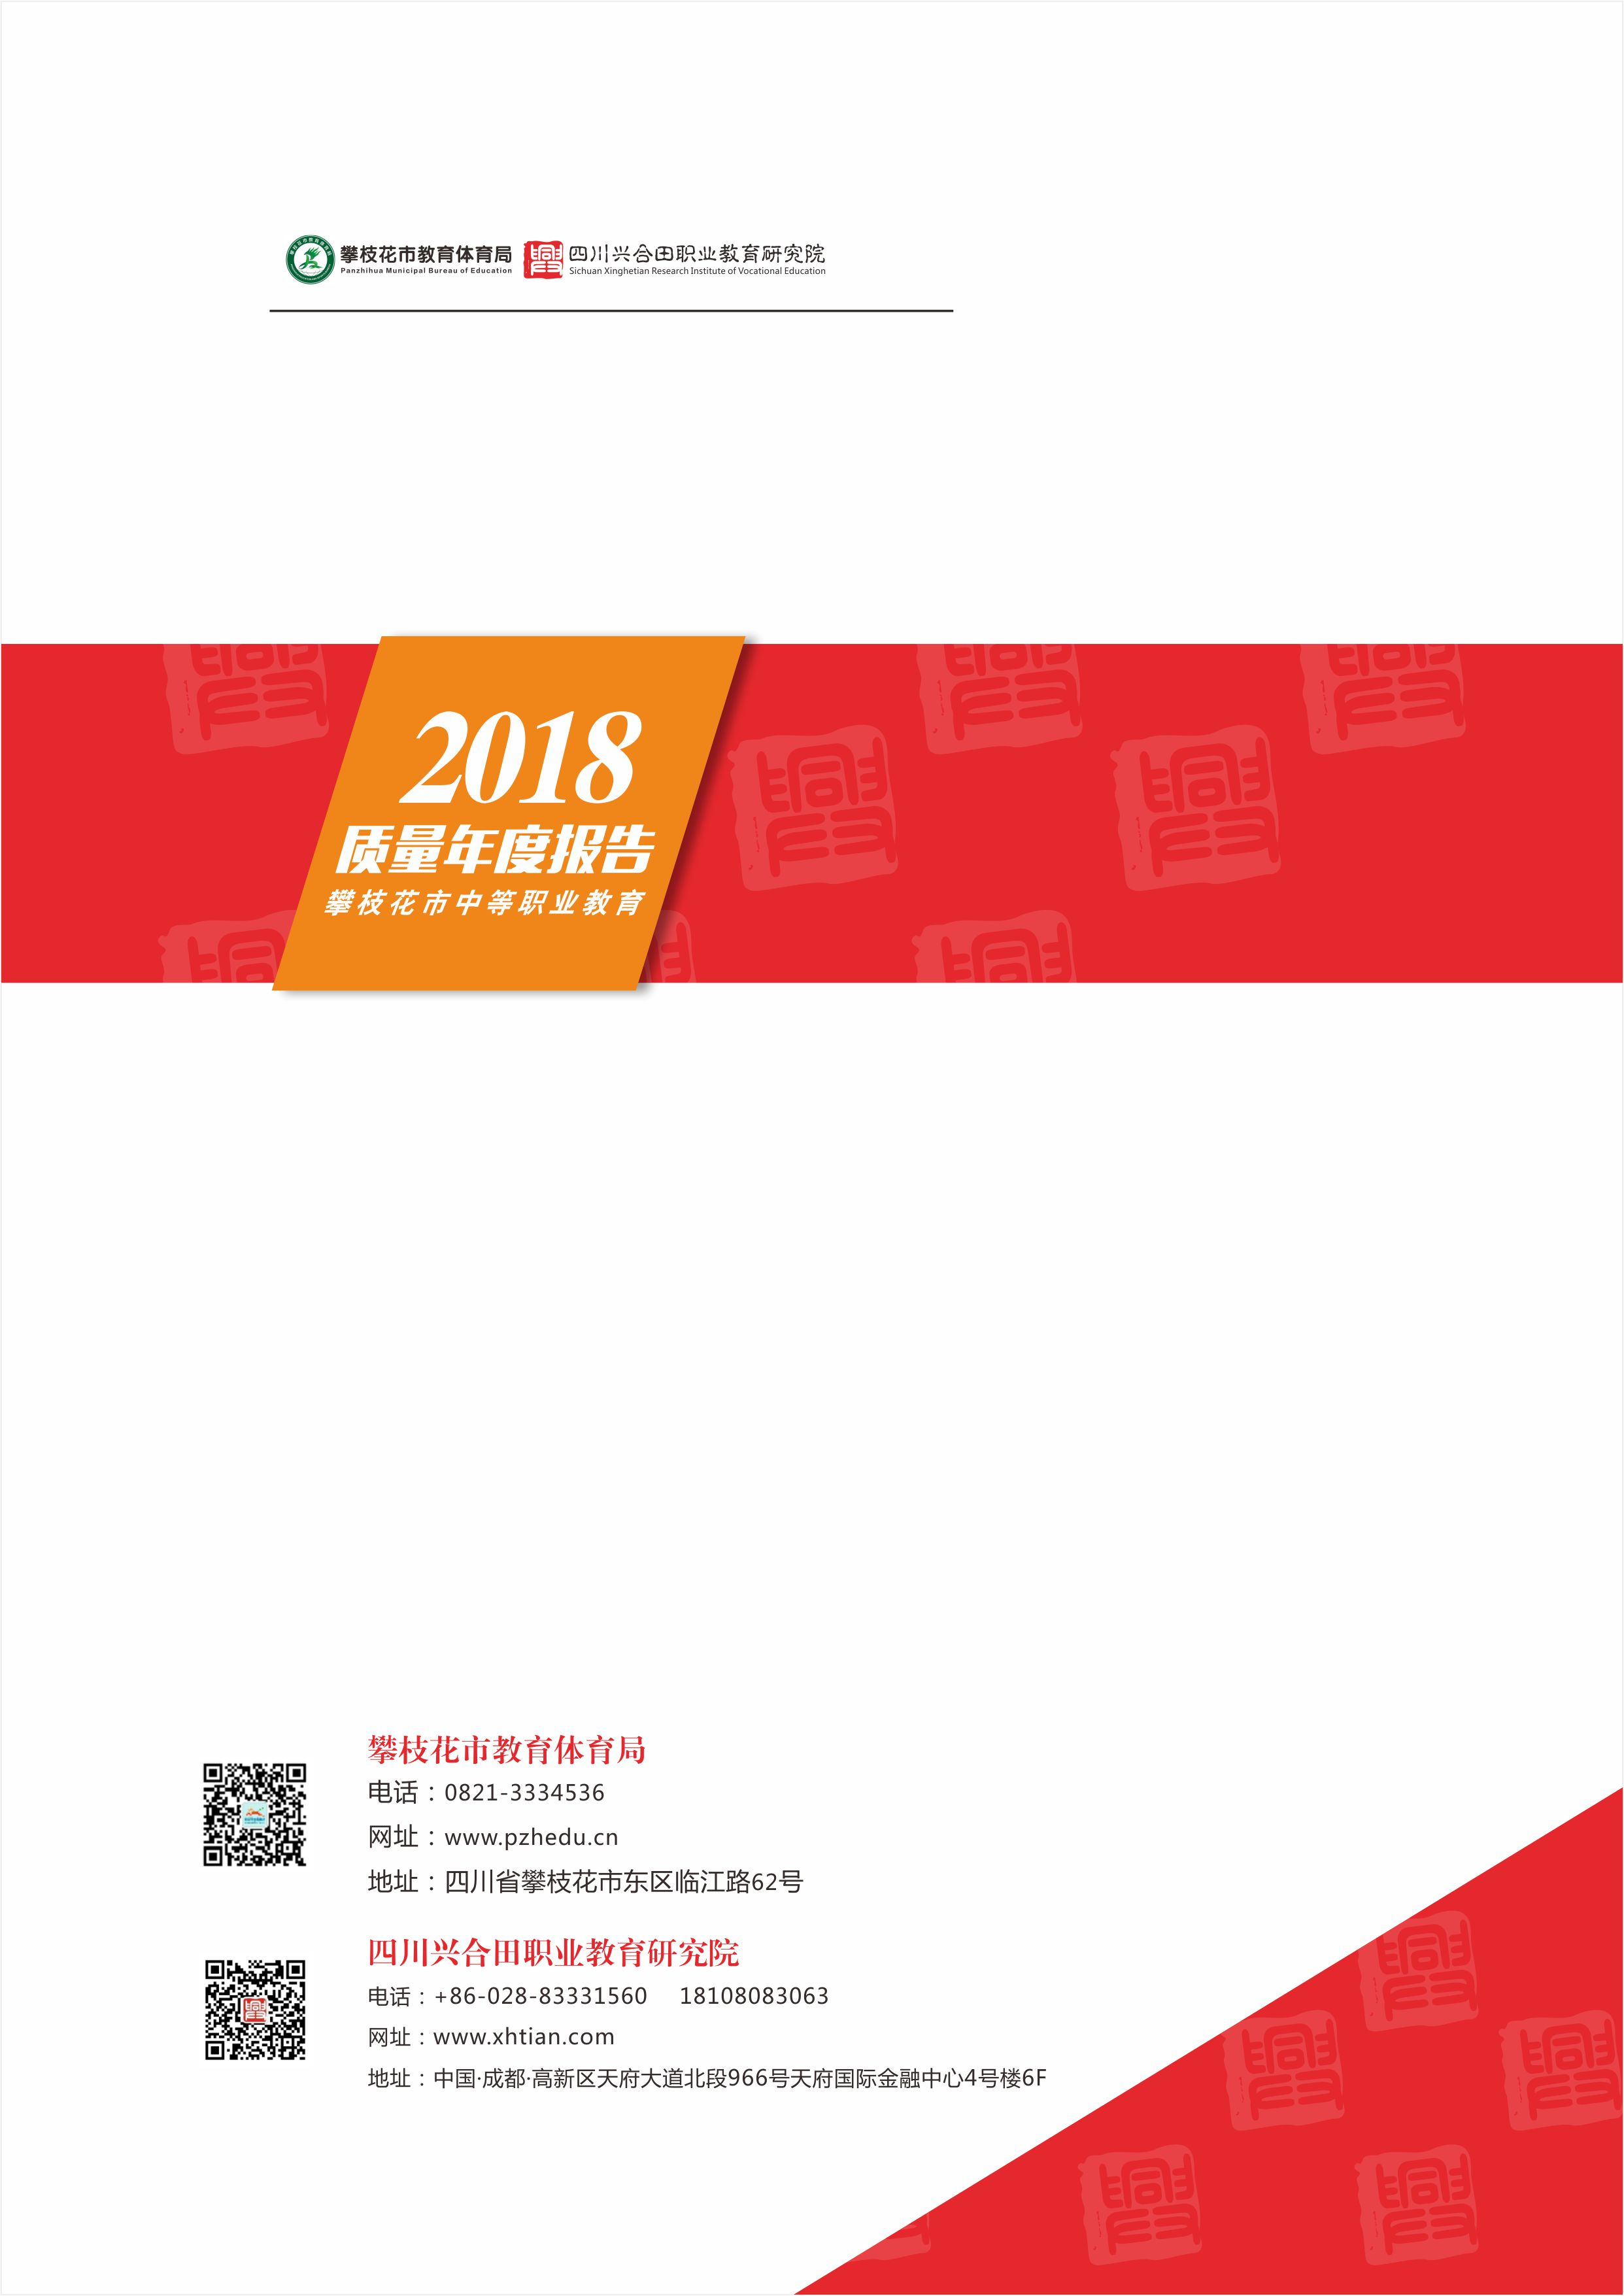 攀枝花市教育体育局
Panzhihua Municipal Bureau of Education
四川兴合田职业教育研究院
Sichuan Xinghetian Research Institute of Vocational Education
2018
质量年度报告
攀枝花市中等职业教育
攀枝花市教育体育局
电话：0821-3334536
网址：www.pzhedu.cn
地址：四川省攀枝花市东区临江路62号
四川兴合田职业教育研究院
电话：+86-028-83331560 18108083063
网址：www.xhtian.com
地址：中国·成都·高新区天府大道北段966号天府国际金融中心4号楼6F